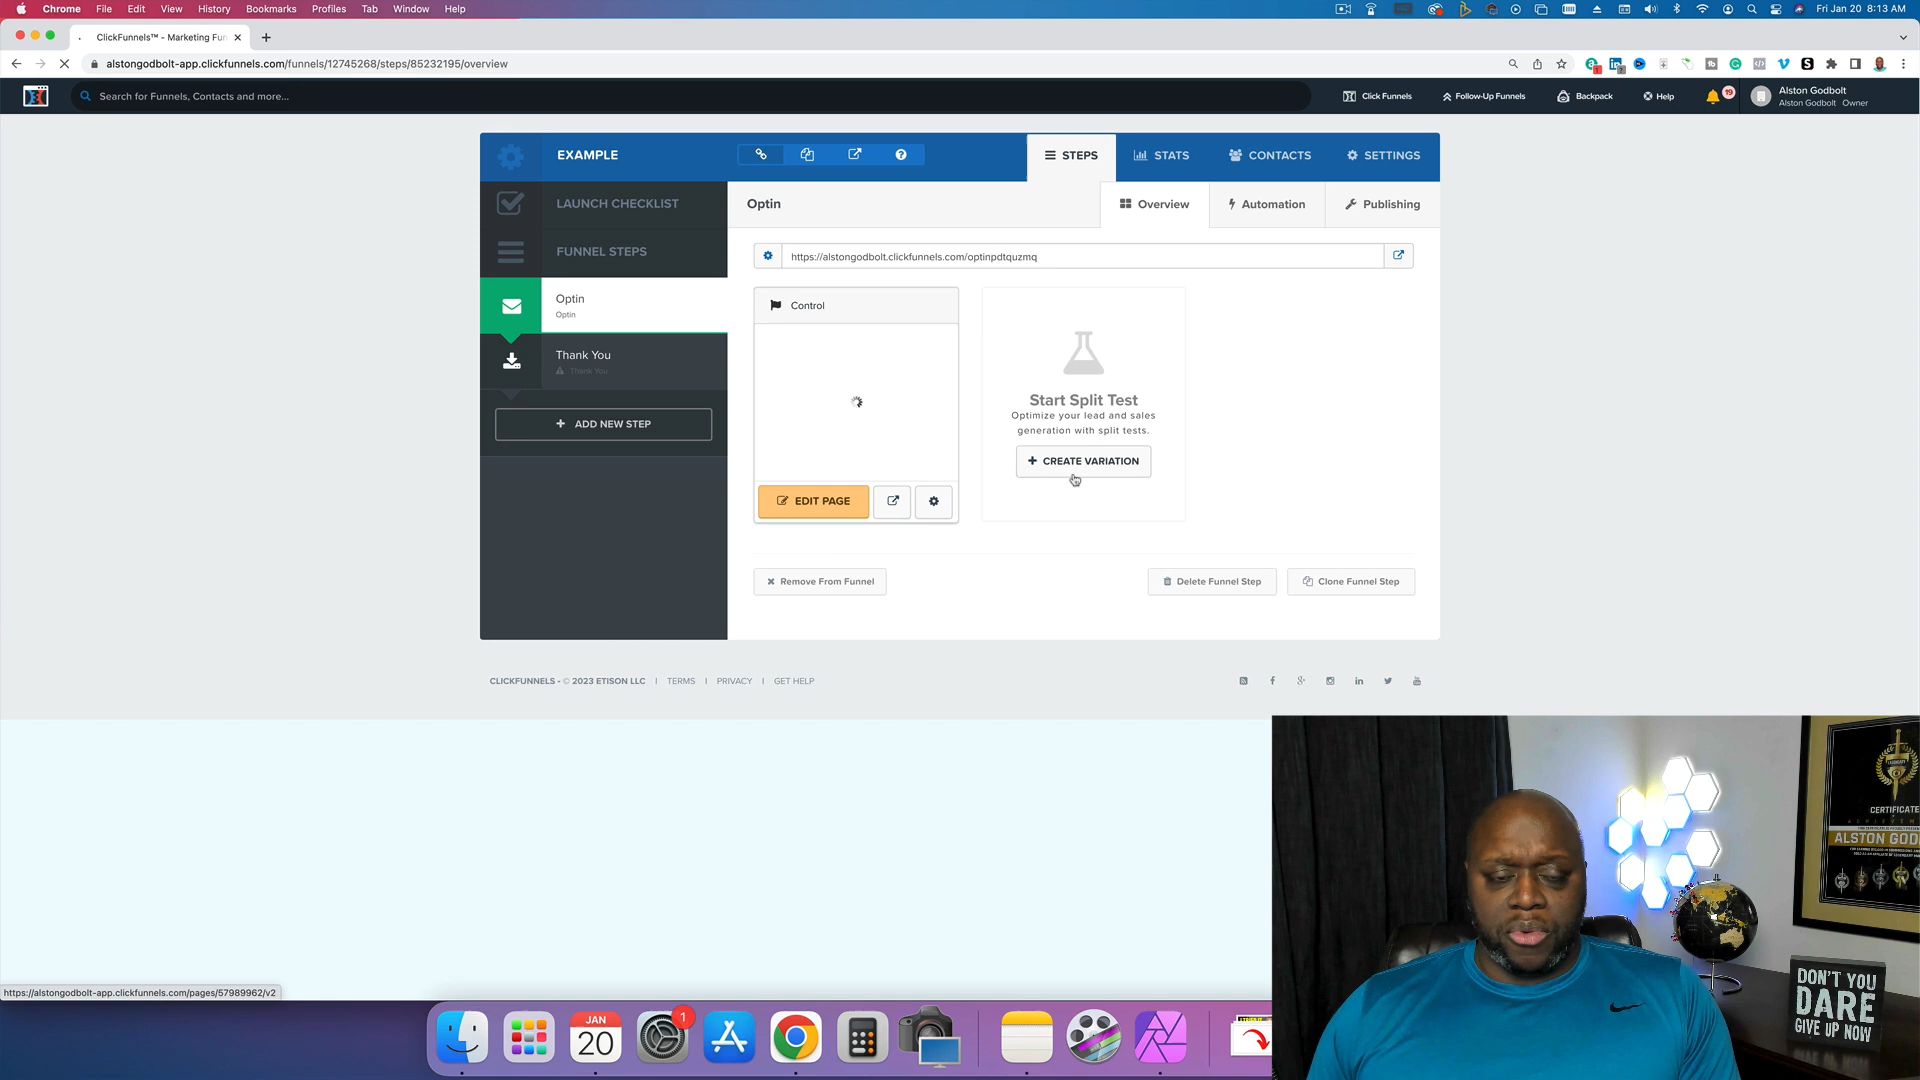 Chrome File Edit View History Bookmarks Profiles Tab Window Help
Fri Jan 20 8:13 AM
ClickFunnels™ - Marketing Fun
alstongodbolt-app.clickfunnels.com/funnels/12745268/steps/85232195/overview
Search for Funnels, Contacts and more...
Click Funnels
Follow-Up Funnels
Backpack
Help
19
Alston Godbolt
Alston Godbolt Owner
EXAMPLE
STEPS
STATS
CONTACTS
SETTINGS
LAUNCH CHECKLIST
Optin
Overview
Automation
Publishing
FUNNEL STEPS
https://alstongodbolt.clickfunnels.com/optinpdtquzmq
Optin
Optin
Control
Thank You
Thank You
Start Split Test
Optimize your lead and sales
generation with split tests.
+ ADD NEW STEP
+ CREATE VARIATION
EDIT PAGE
Remove From Funnel
Delete Funnel Step
Clone Funnel Step
CLICKFUNNELS - © 2023 ETISON LLC | TERMS | PRIVACY | GET HELP
https://alstongodbolt-app.clickfunnels.com/pages/57989962/v2
JAN
20
1
CERTIFICATE
ALSTON GOD
DON'T YOU
DARE
GIVE UP NOW